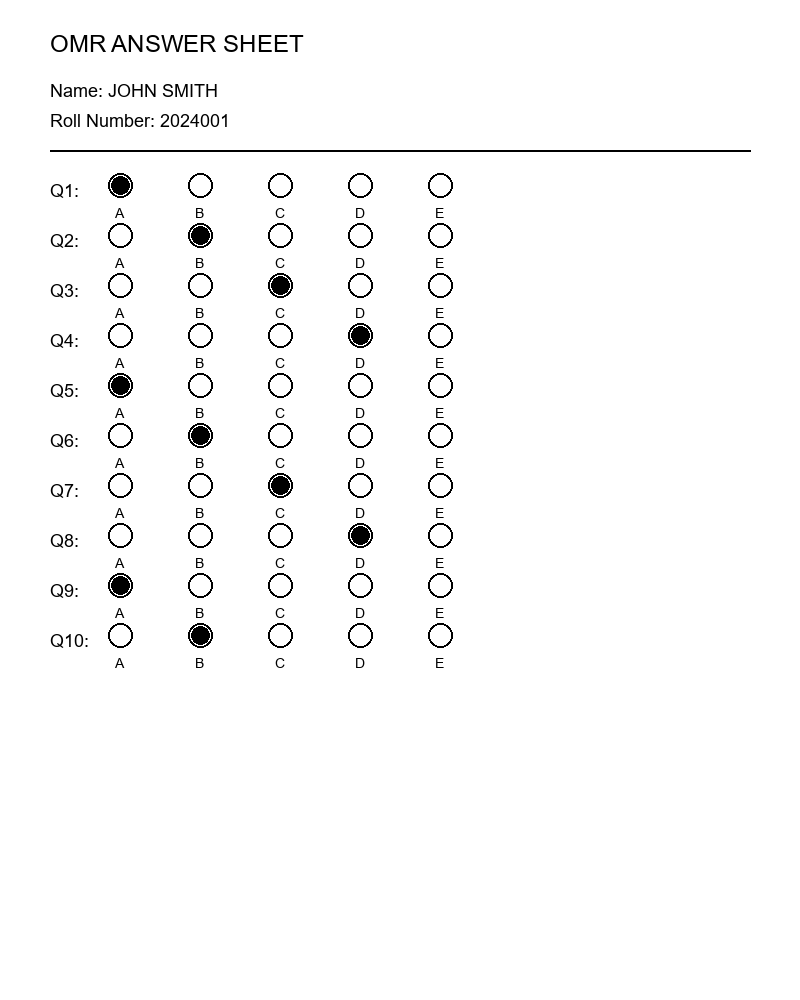 OMR ANSWER SHEET
Name: JOHN SMITH
Roll Number: 2024001
Q1:
A B C D E
Q2:
A B C D E
Q3:
A B C D E
Q4:
A B C D E
Q5:
A B C D E
Q6:
A B C D E
Q7:
A B C D E
Q8:
A B C D E
Q9:
A B C D E
Q10:
A B C D E